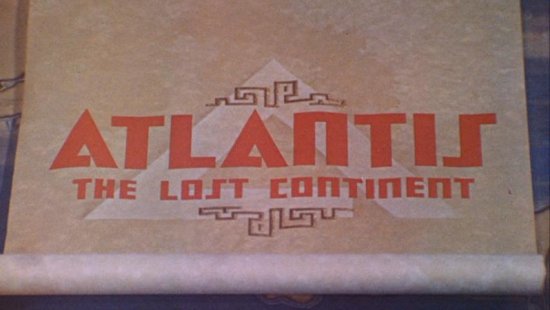 ATLANTIS
THE LOST CONTINENT